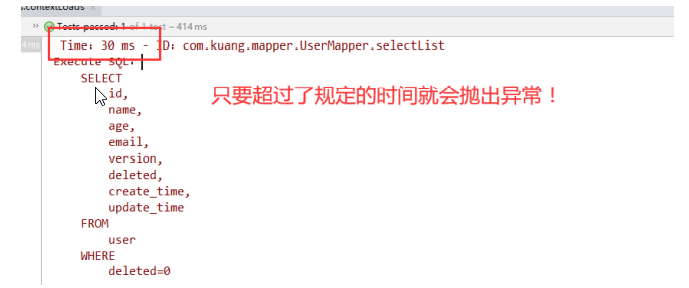 contextLoads ×
>> Tests passed: 1 of 1 test – 414 ms
4 ms
Time: 30 ms - ID: com.kuang.mapper.UserMapper.selectList
Execute SQL:
SELECT
id,
只要超过了规定的时间就会抛出异常！
name,
age,
email,
version,
deleted,
create_time,
update_time
FROM
user
WHERE
deleted=0